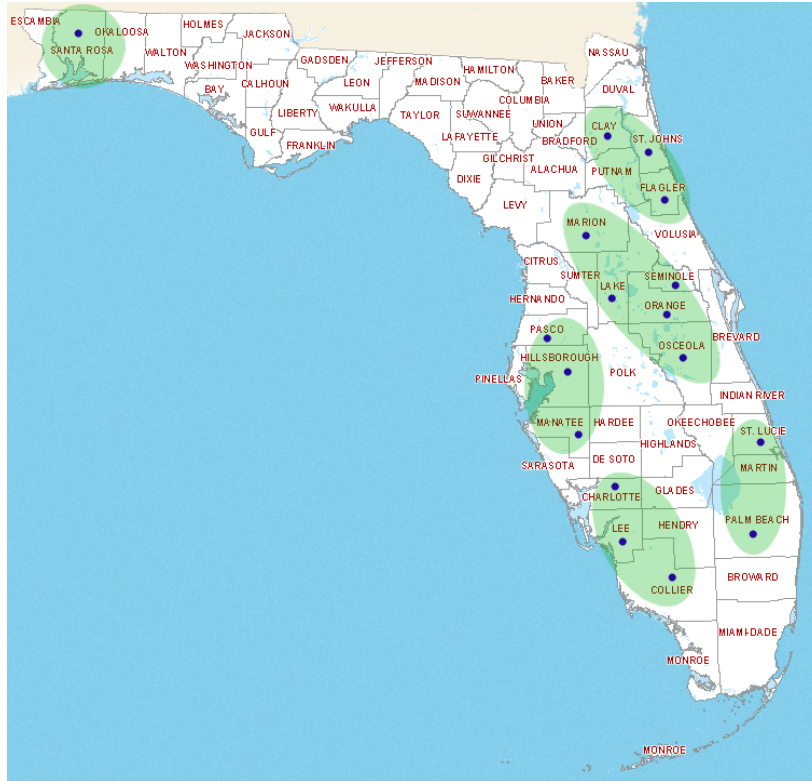 ESCAMBIA
HOLMES
OKALOOSA
JACKSON
SANTA ROSA
WALTON
WASHINGTON
BAY
CALHOUN
GULF
LIBERTY
FRANKLIN
GADSDEN
LEON
WAKULLA
JEFFERSON
MADISON
TAYLOR
HAMILTON
SUWANNEE
LAFAYETTE
COLUMBIA
BAKER
NASSAU
DUVAL
UNION
BRADFORD
CLAY
ST. JOHNS
GILCHRIST
ALACHUA
PUTNAM
DIXIE
FLAGLER
LEVY
MARION
VOLUSIA
CITRUS
SUMTER
LAKE
SEMINOLE
HERNANDO
ORANGE
PASCO
OSCEOLA
BREVARD
HILLSBOROUGH
PINELLAS
POLK
INDIAN RIVER
MANATEE
HARDEE
OKEECHOBEE
ST. LUCIE
HIGHLANDS
SARASOTA
DE SOTO
MARTIN
CHARLOTTE
GLADES
LEE
HENDRY
PALM BEACH
COLLIER
BROWARD
MIAMI-DADE
MONROE
MONROE